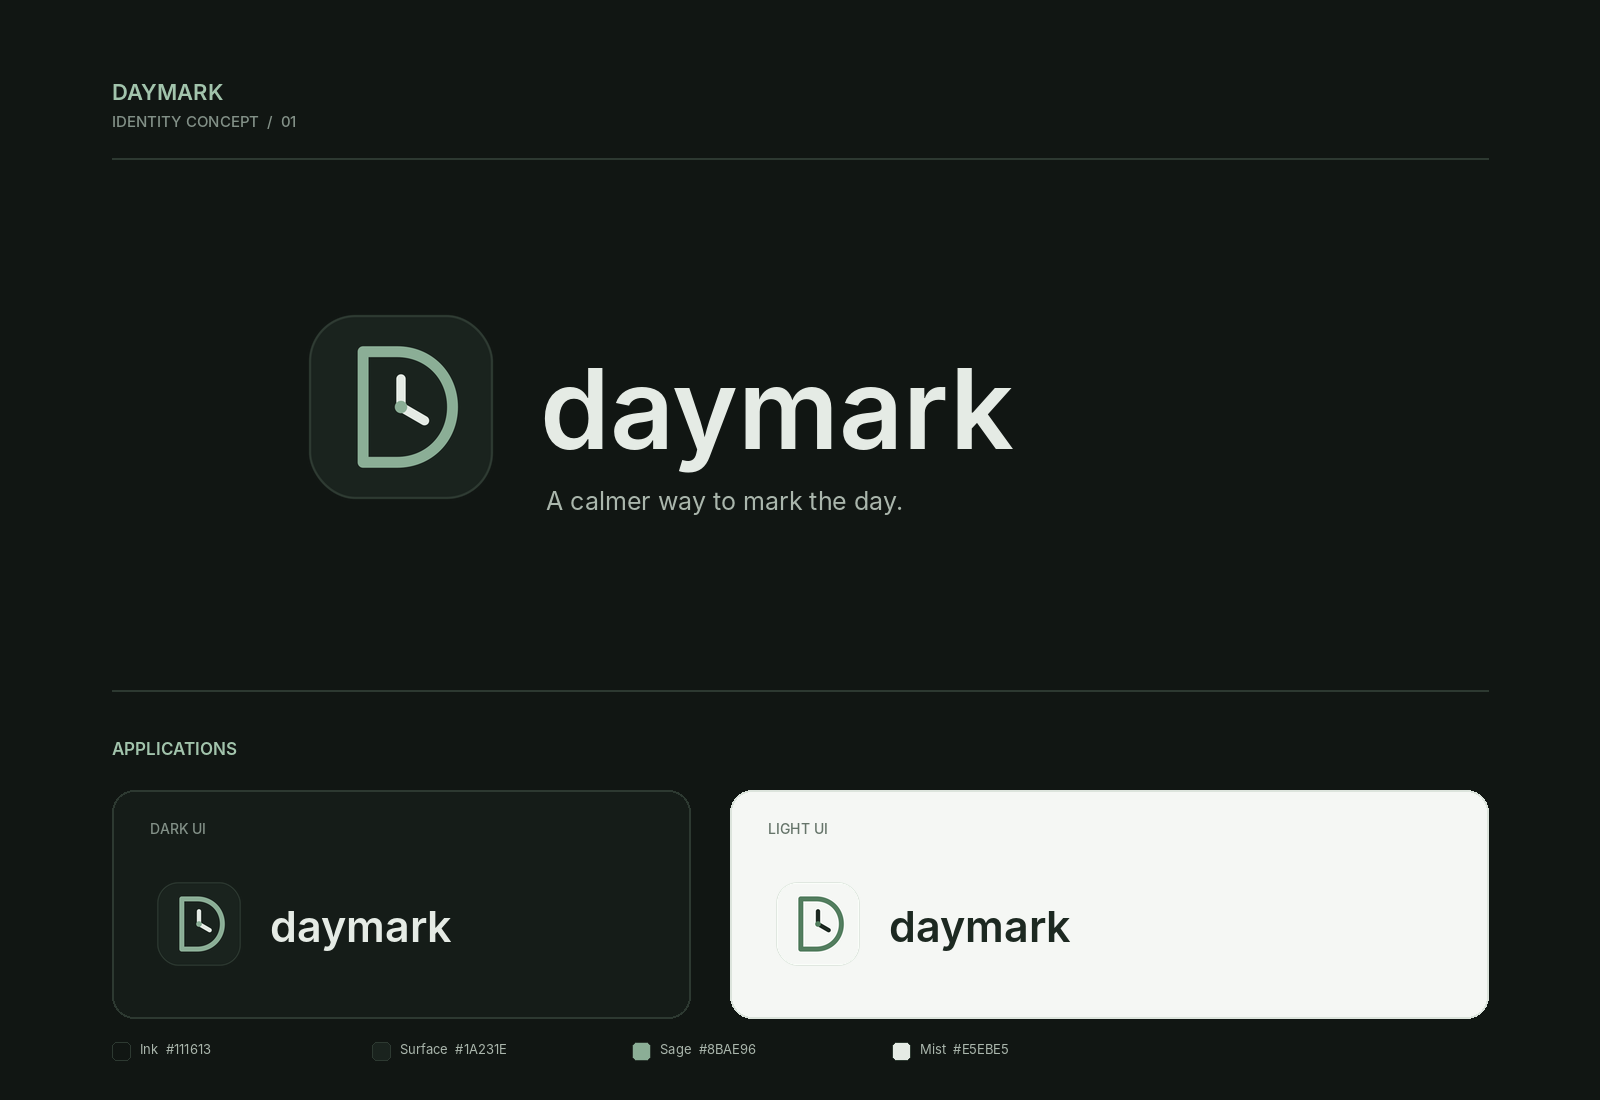 DAYMARK
IDENTITY CONCEPT / 01
daymark
A calmer way to mark the day.
APPLICATIONS
DARK UI
daymark
LIGHT UI
daymark
Ink #111613
Surface #1A231E
Sage #8BAE96
Mist #E5EBE5